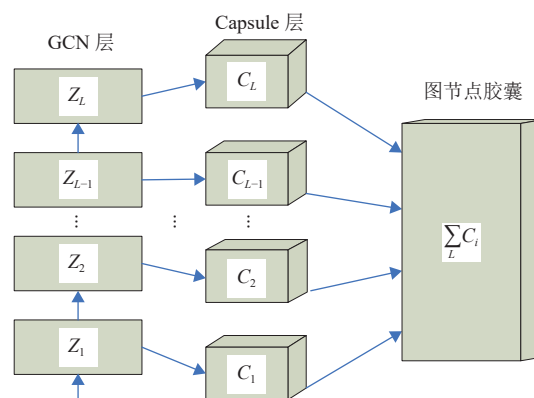 GCN 层
Capsule 层
图节点胶囊
Z_L
C_L
Z_{L−1}
C_{L−1}
⋮ ⋮ ⋮
Z_2
C_2
∑_L C_i
Z_1
C_1